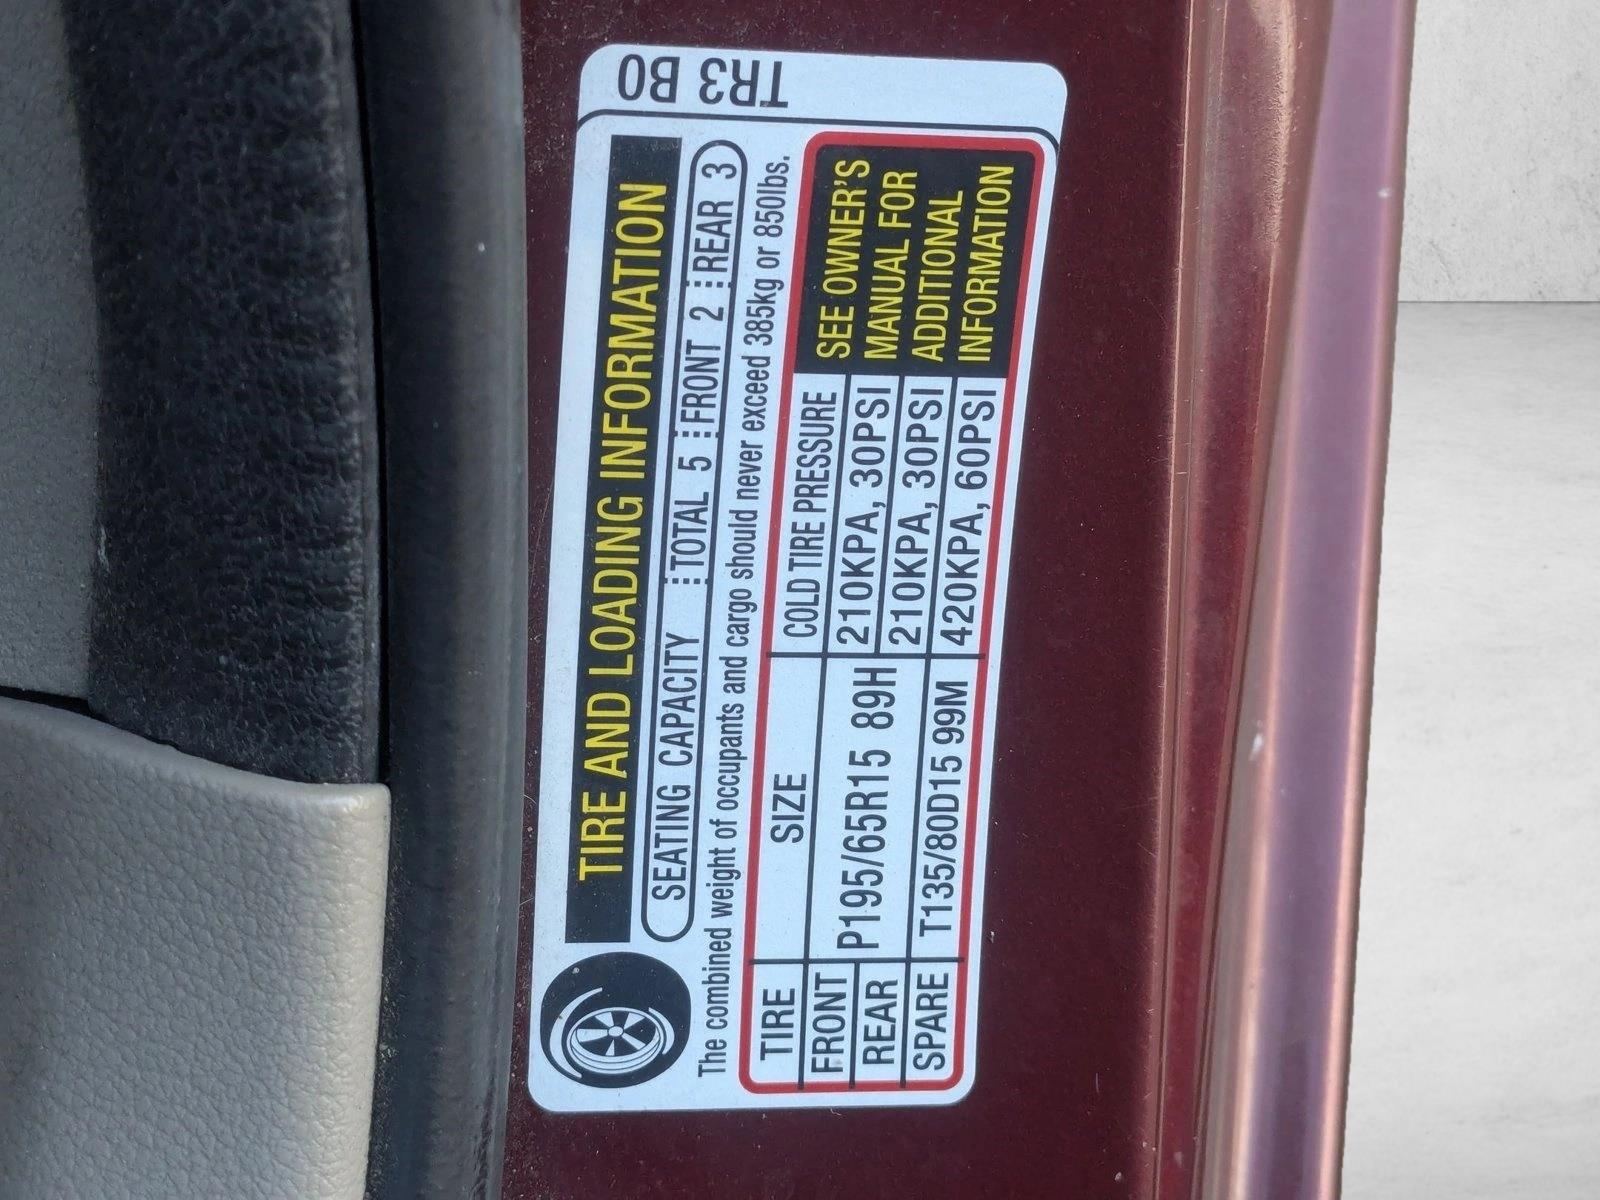 TIRE AND LOADING INFORMATION
SEATING CAPACITY TOTAL 5 FRONT 2 REAR 3
The combined weight of occupants and cargo should never exceed 385kg or 850lbs.
TIRE SIZE COLD TIRE PRESSURE
FRONT P195/65R15 89H 210KPA, 30PSI
REAR 210KPA, 30PSI
SPARE T135/80D15 99M 420KPA, 60PSI
SEE OWNER'S
MANUAL FOR
ADDITIONAL
INFORMATION
TR3 B0